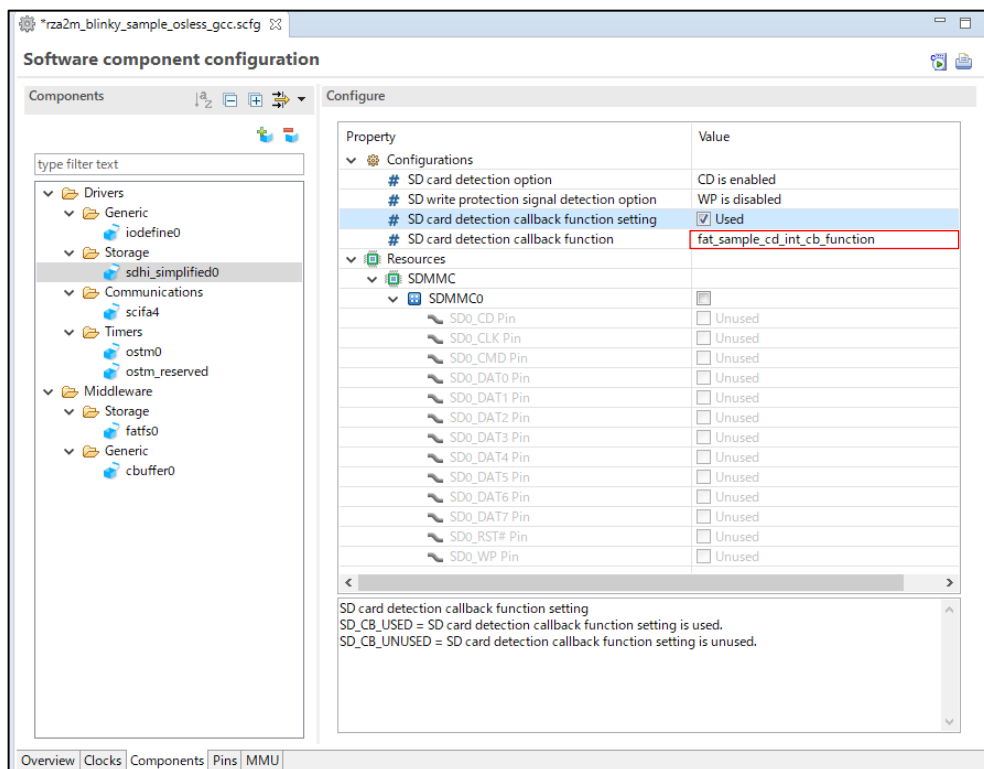 *rza2m_blinky_sample_osless_gcc.scfg
Software component configuration
Components
Configure
type filter text
Drivers
Generic
iodefine0
Storage
sdhi_simplified0
Communications
scifa4
Timers
ostm0
ostm_reserved
Middleware
Storage
fatfs0
Generic
cbuffer0
Property Value
Configurations
# SD card detection option CD is enabled
# SD write protection signal detection option WP is disabled
# SD card detection callback function setting Used
# SD card detection callback function fat_sample_cd_int_cb_function
Resources
SDMMC
SDMMC0
SD0_CD Pin Unused
SD0_CLK Pin Unused
SD0_CMD Pin Unused
SD0_DAT0 Pin Unused
SD0_DAT1 Pin Unused
SD0_DAT2 Pin Unused
SD0_DAT3 Pin Unused
SD0_DAT4 Pin Unused
SD0_DAT5 Pin Unused
SD0_DAT6 Pin Unused
SD0_DAT7 Pin Unused
SD0_RST# Pin Unused
SD0_WP Pin Unused
SD card detection callback function setting
SD_CB_USED = SD card detection callback function setting is used.
SD_CB_UNUSED = SD card detection callback function setting is unused.
Overview Clocks Components Pins MMU